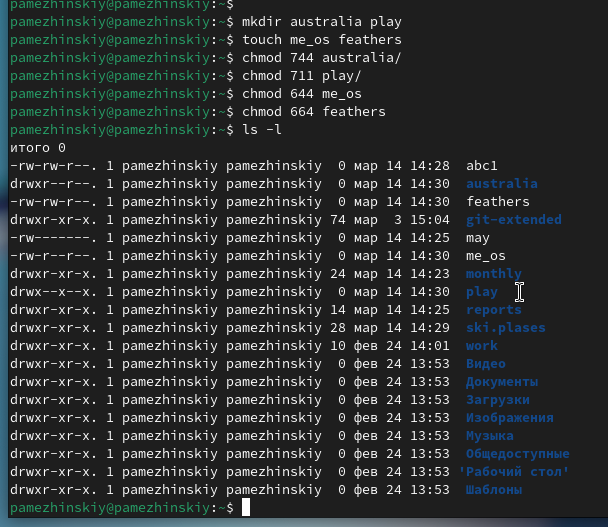 pamezhinskiy@pamezhinskiy:~$
pamezhinskiy@pamezhinskiy:~$ mkdir australia play
pamezhinskiy@pamezhinskiy:~$ touch me_os feathers
pamezhinskiy@pamezhinskiy:~$ chmod 744 australia/
pamezhinskiy@pamezhinskiy:~$ chmod 711 play/
pamezhinskiy@pamezhinskiy:~$ chmod 644 me_os
pamezhinskiy@pamezhinskiy:~$ chmod 664 feathers
pamezhinskiy@pamezhinskiy:~$ ls -l
итого 0
-rw-rw-r--. 1 pamezhinskiy pamezhinskiy  0 мар 14 14:28  abc1
drwxr--r--. 1 pamezhinskiy pamezhinskiy  0 мар 14 14:30  australia
-rw-rw-r--. 1 pamezhinskiy pamezhinskiy  0 мар 14 14:30  feathers
drwxr-xr-x. 1 pamezhinskiy pamezhinskiy 74 мар  3 15:04  git-extended
-rw-------. 1 pamezhinskiy pamezhinskiy  0 мар 14 14:25  may
-rw-r--r--. 1 pamezhinskiy pamezhinskiy  0 мар 14 14:30  me_os
drwxr-xr-x. 1 pamezhinskiy pamezhinskiy 24 мар 14 14:23  monthly
drwx--x--x. 1 pamezhinskiy pamezhinskiy  0 мар 14 14:30  play
drwxr-xr-x. 1 pamezhinskiy pamezhinskiy 14 мар 14 14:25  reports
drwxr-xr-x. 1 pamezhinskiy pamezhinskiy 28 мар 14 14:29  ski.plases
drwxr-xr-x. 1 pamezhinskiy pamezhinskiy 10 фев 24 14:01  work
drwxr-xr-x. 1 pamezhinskiy pamezhinskiy  0 фев 24 13:53  Видео
drwxr-xr-x. 1 pamezhinskiy pamezhinskiy  0 фев 24 13:53  Документы
drwxr-xr-x. 1 pamezhinskiy pamezhinskiy  0 фев 24 13:53  Загрузки
drwxr-xr-x. 1 pamezhinskiy pamezhinskiy  0 фев 24 13:53  Изображения
drwxr-xr-x. 1 pamezhinskiy pamezhinskiy  0 фев 24 13:53  Музыка
drwxr-xr-x. 1 pamezhinskiy pamezhinskiy  0 фев 24 13:53  Общедоступные
drwxr-xr-x. 1 pamezhinskiy pamezhinskiy  0 фев 24 13:53 'Рабочий стол'
drwxr-xr-x. 1 pamezhinskiy pamezhinskiy  0 фев 24 13:53  Шаблоны
pamezhinskiy@pamezhinskiy:~$